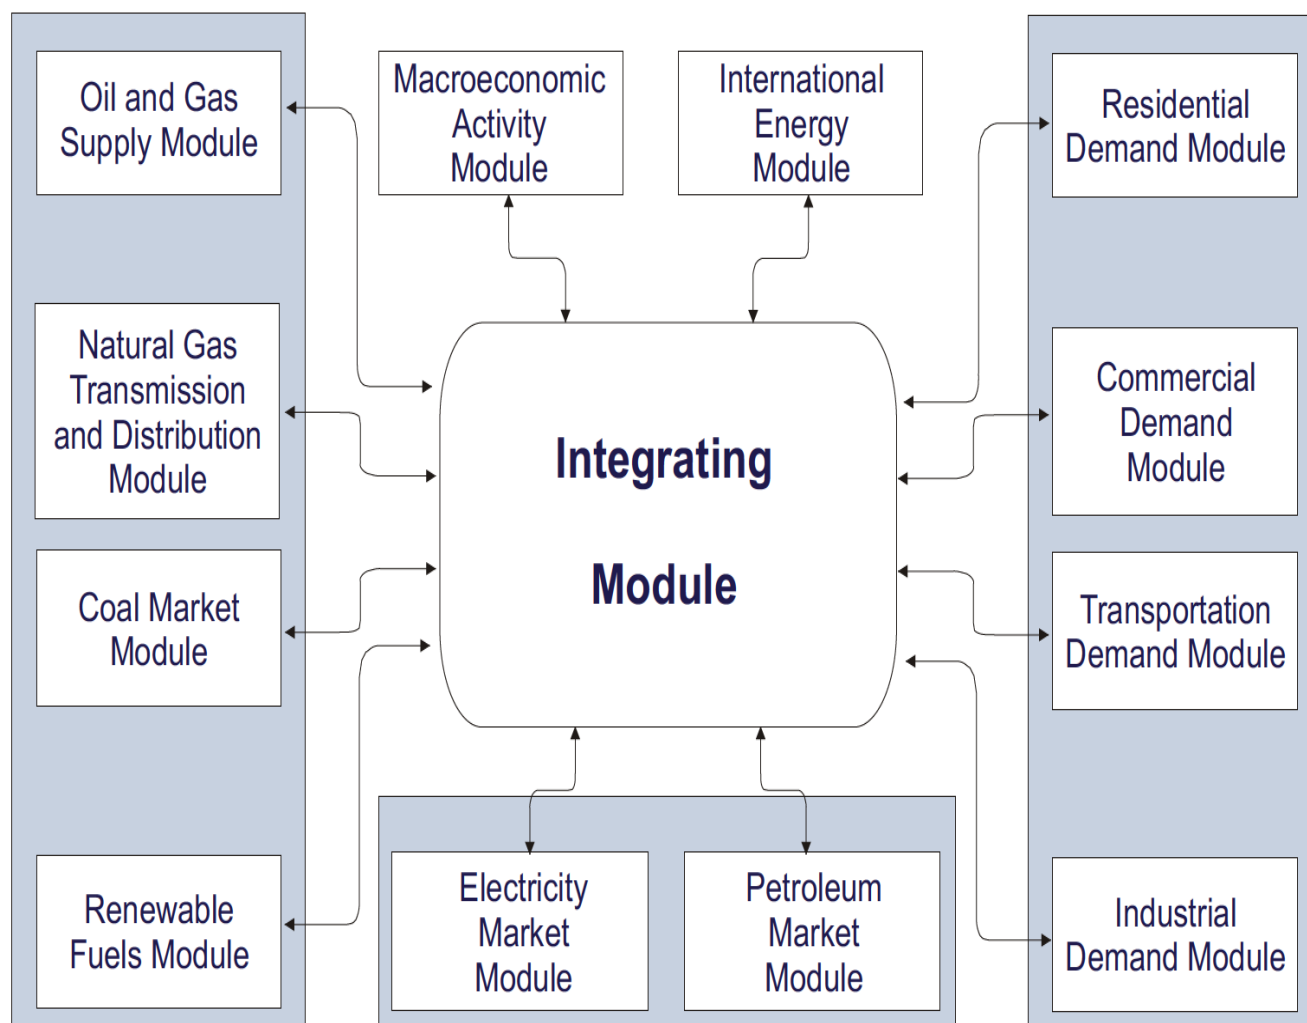 Oil and Gas
Supply Module
Macroeconomic
Activity
Module
International
Energy
Module
Residential
Demand Module
Natural Gas
Transmission
and Distribution
Module
Commercial
Demand
Module
Integrating
Module
Coal Market
Module
Transportation
Demand Module
Renewable
Fuels Module
Electricity
Market
Module
Petroleum
Market
Module
Industrial
Demand Module